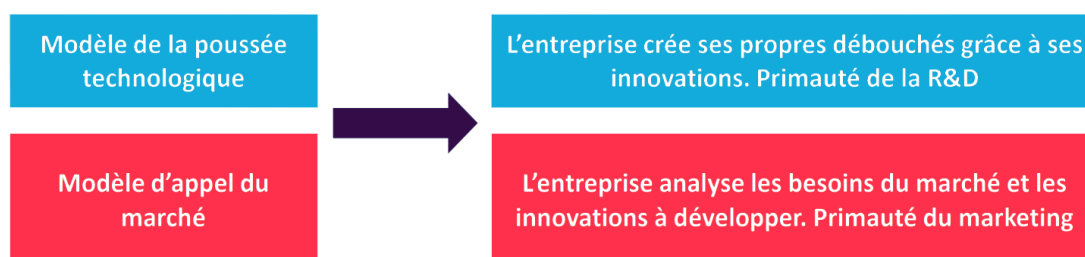 Modèle de la poussée
technologique
L’entreprise crée ses propres débouchés grâce à ses
innovations. Primauté de la R&D
Modèle d’appel du
marché
L’entreprise analyse les besoins du marché et les
innovations à développer. Primauté du marketing